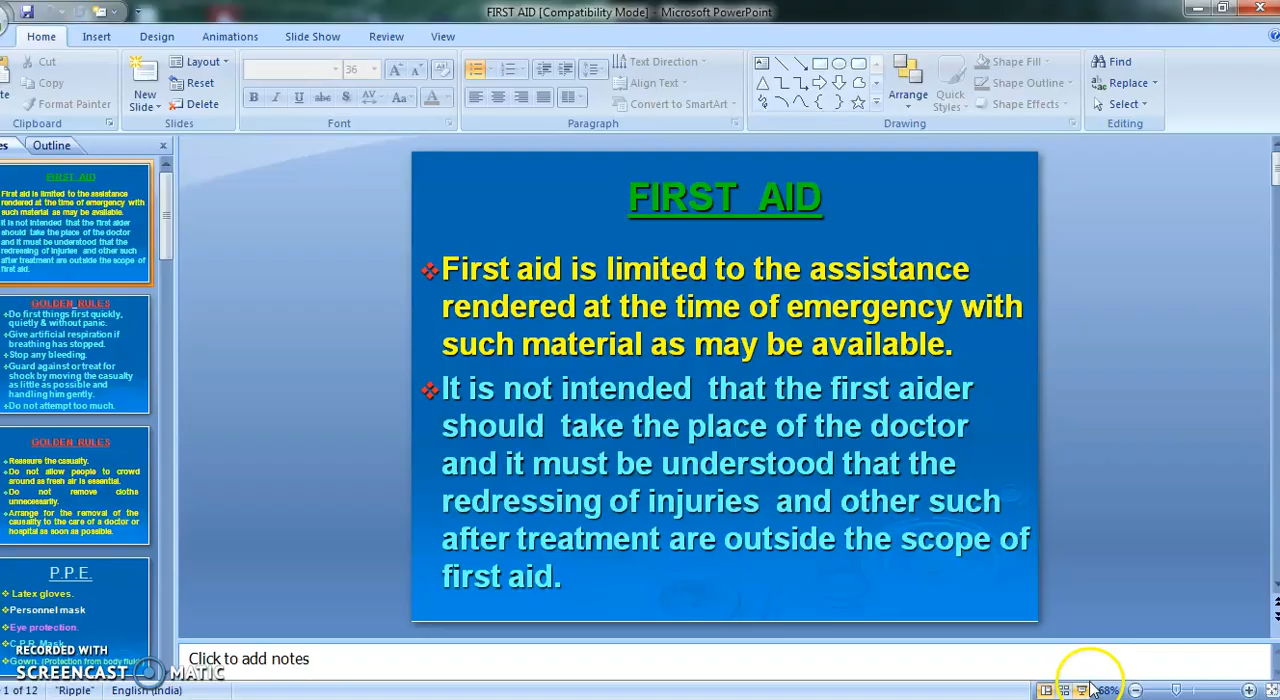 FIRST AID [Compatibility Mode] - Microsoft PowerPoint
Home Insert Design Animations Slide Show Review View
Cut
Copy
Format Painter
Clipboard
New
Slide
Layout
Reset
Delete
Slides
36
Font
Text Direction
Align Text
Convert to SmartArt
Paragraph
Arrange
Quick
Styles
Shape Fill
Shape Outline
Shape Effects
Drawing
Find
Replace
Select
Editing
Outline
FIRST AID
First aid is limited to the assistance
rendered at the time of emergency with
such material as may be available.
It is not intended that the first aider
should take the place of the doctor
and it must be understood that the
redressing of injuries and other such
after treatment are outside the scope of
first aid.
GOLDEN RULES
Do first things first quickly,
quietly & without panic.
Give artificial respiration if
breathing has stopped.
Stop any bleeding.
Guard against or treat for
shock by moving the casualty
as little as possible and
handling him gently.
Do not attempt too much.
GOLDEN RULES
Reassure the casualty.
Do not allow people to crowd
around as fresh air is essential.
Do not remove cloths
unnecessarily.
Arrange for the removal of the
causality to the care of a doctor or
hospital as soon as possible.
P.P.E.
Latex gloves.
Personnel mask
Eye protection.
C.P.R. Mask
Gown. (Protection from body flui
RECORDED WITH
SCREENCAST MATIC
FIRST AID
First aid is limited to the assistance
rendered at the time of emergency with
such material as may be available.
It is not intended that the first aider
should take the place of the doctor
and it must be understood that the
redressing of injuries and other such
after treatment are outside the scope of
first aid.
Click to add notes
1 of 12 "Ripple" English (India) 68%